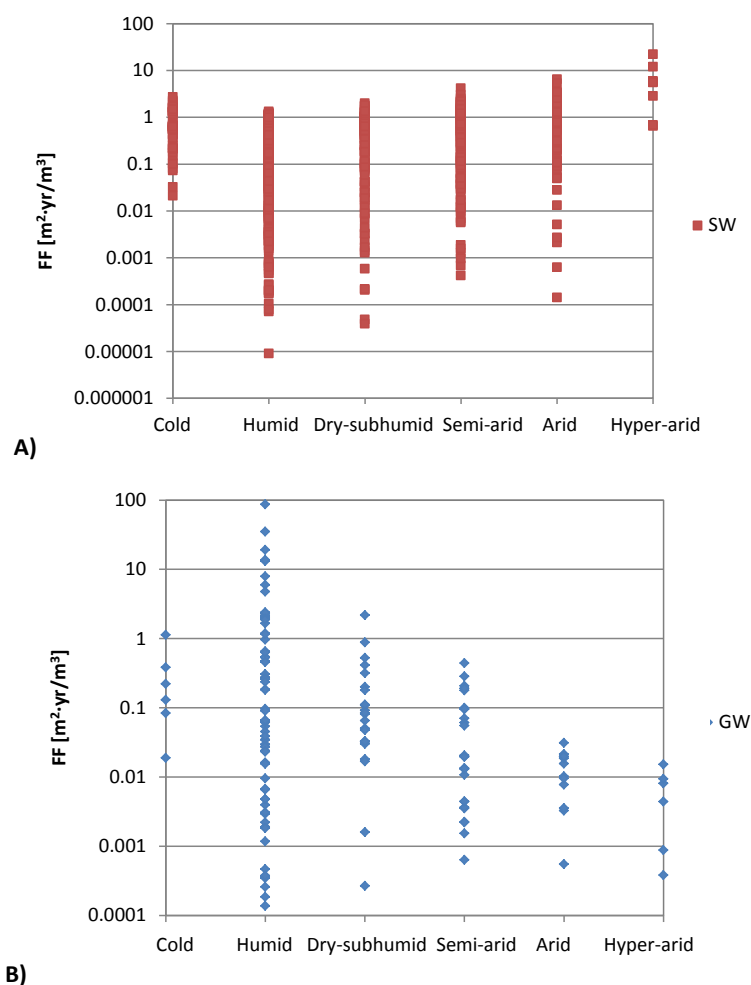 100
10
1
0.1
0.01
0.001
0.0001
0.00001
0.000001
FF [m²·yr/m³]
Cold Humid Dry-subhumid Semi-arid Arid Hyper-arid
SW
A)
100
10
1
0.1
0.01
0.001
0.0001
FF [m²·yr/m³]
Cold Humid Dry-subhumid Semi-arid Arid Hyper-arid
GW
B)